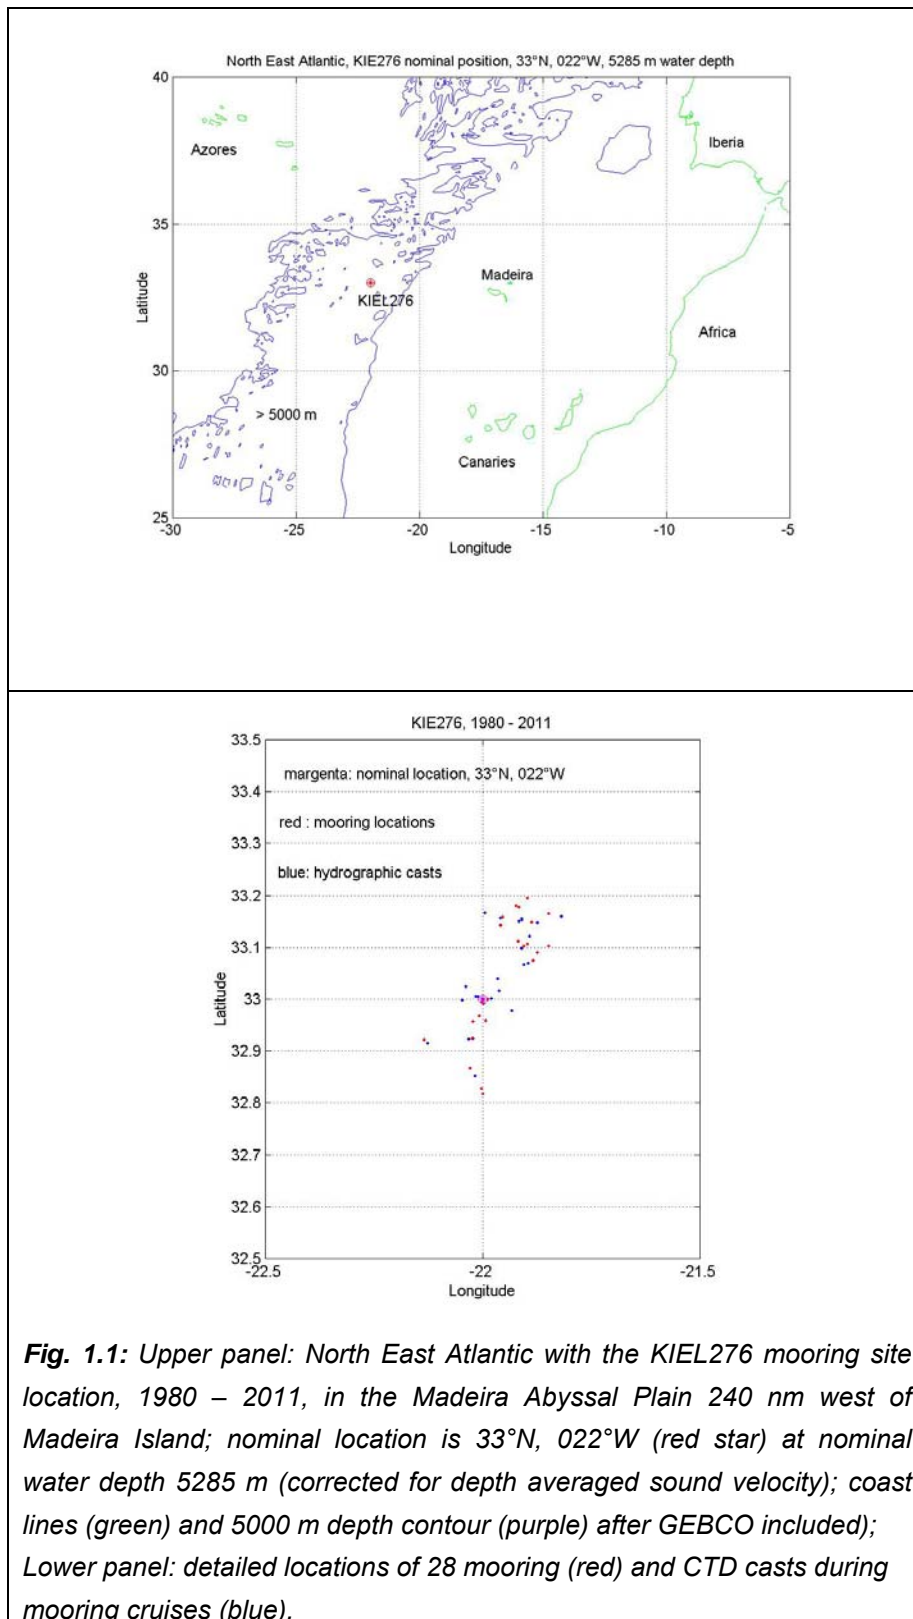 North East Atlantic, KIE276 nominal position, 33°N, 022°W, 5285 m water depth
40
Azores
Iberia
35
Madeira
KIEL276
Africa
Latitude
30
> 5000 m
Canaries
25
-30 -25 -20 -15 -10 -5
Longitude
KIE276, 1980 - 2011
33.5
margenta: nominal location, 33°N, 022°W
33.4
red : mooring locations
33.3
blue: hydrographic casts
33.2
33.1
Latitude
33
32.9
32.8
32.7
32.6
32.5
-22.5 -22 -21.5
Longitude
Fig. 1.1: Upper panel: North East Atlantic with the KIEL276 mooring site
location, 1980 – 2011, in the Madeira Abyssal Plain 240 nm west of
Madeira Island; nominal location is 33°N, 022°W (red star) at nominal
water depth 5285 m (corrected for depth averaged sound velocity); coast
lines (green) and 5000 m depth contour (purple) after GEBCO included);
Lower panel: detailed locations of 28 mooring (red) and CTD casts during
mooring cruises (blue).